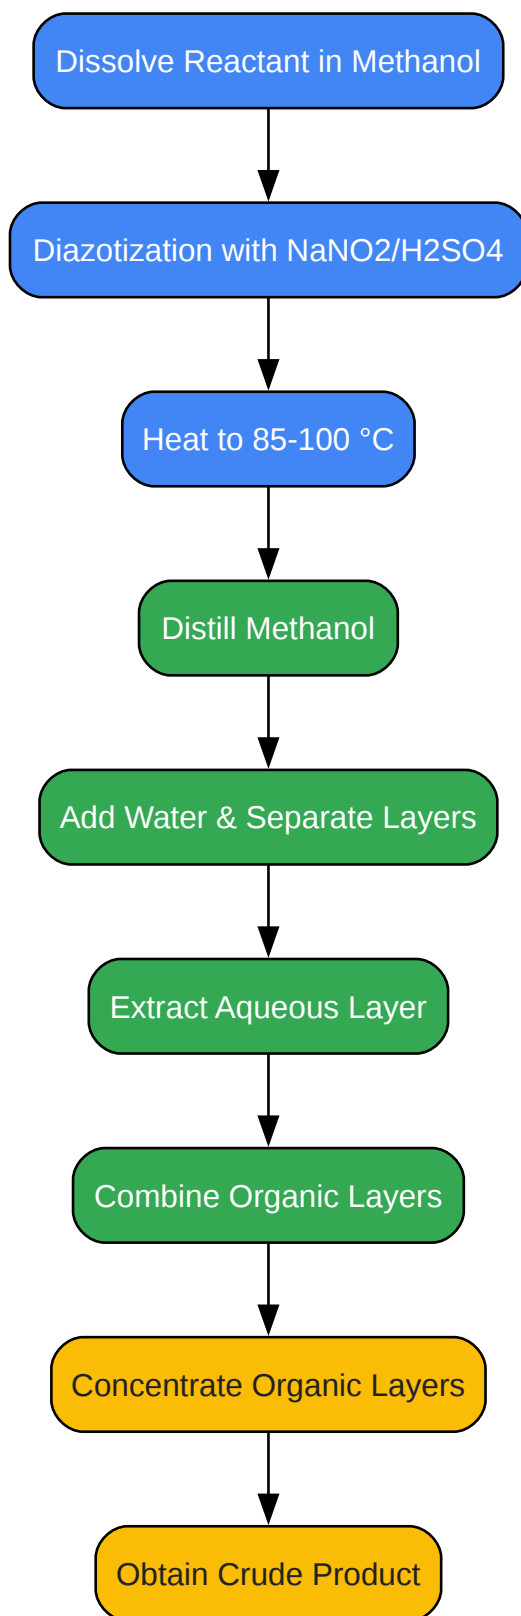 Dissolve Reactant in Methanol
Diazotization with NaNO2/H2SO4
Heat to 85-100 °C
Distill Methanol
Add Water & Separate Layers
Extract Aqueous Layer
Combine Organic Layers
Concentrate Organic Layers
Obtain Crude Product